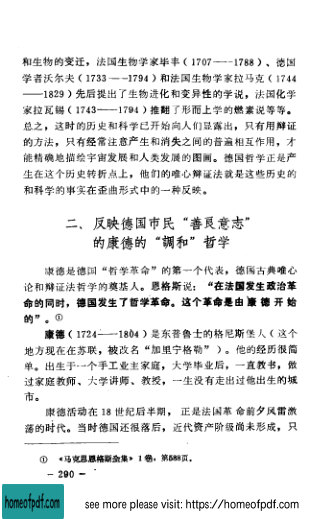 和生物的变迁，法国生物学家毕丰（1707——1788）、德国
学者沃尔夫（1733——1794）和法国生物学家拉马克（1744
——1829）先后提出了生物进化和变异性的学说，法国化学
家拉瓦锡（1743——1794）推翻了形而上学的燃素说等等。
总之，这时的历史和科学已开始向人们显露出，只有用辩证
的方法，只有经常注意产生和消失之间的普遍相互作用，才
能精确地描绘宇宙发展和人类发展的图画。德国哲学正是产
生在这个历史转折点上，他们的唯心辩证法就是这些历史的
和科学的事实在歪曲形式中的一种反映。
二、反映德国市民“善良意志”
的康德的“調和”哲学
康德是德国“哲学革命”的第一个代表，德国古典唯心
论和辩证法哲学的奠基人。恩格斯说：“在法国发生政治革
命的同时，德国发生了哲学革命。这个革命是由康德开始
的”。①
康德（1724——1804）是东普鲁士的格尼斯堡人（这个
地方现在在苏联，被改名“加里宁格勒”）。他的经历很简
单。出生于一个手工业主家庭，大学毕业后，一直教书，做
过家庭教师、大学讲师、教授，一生没有走出过他出生的城
市。
康德活动在18世纪后半期，正是法国革命前夕风雷激
荡的时代。当时德国还很落后，近代资产阶级尚未形成，只
① 《马克思恩格斯全集》1卷，第588页。
- 290 -
homeofpdf.com
see more please visit: https://homeofpdf.com